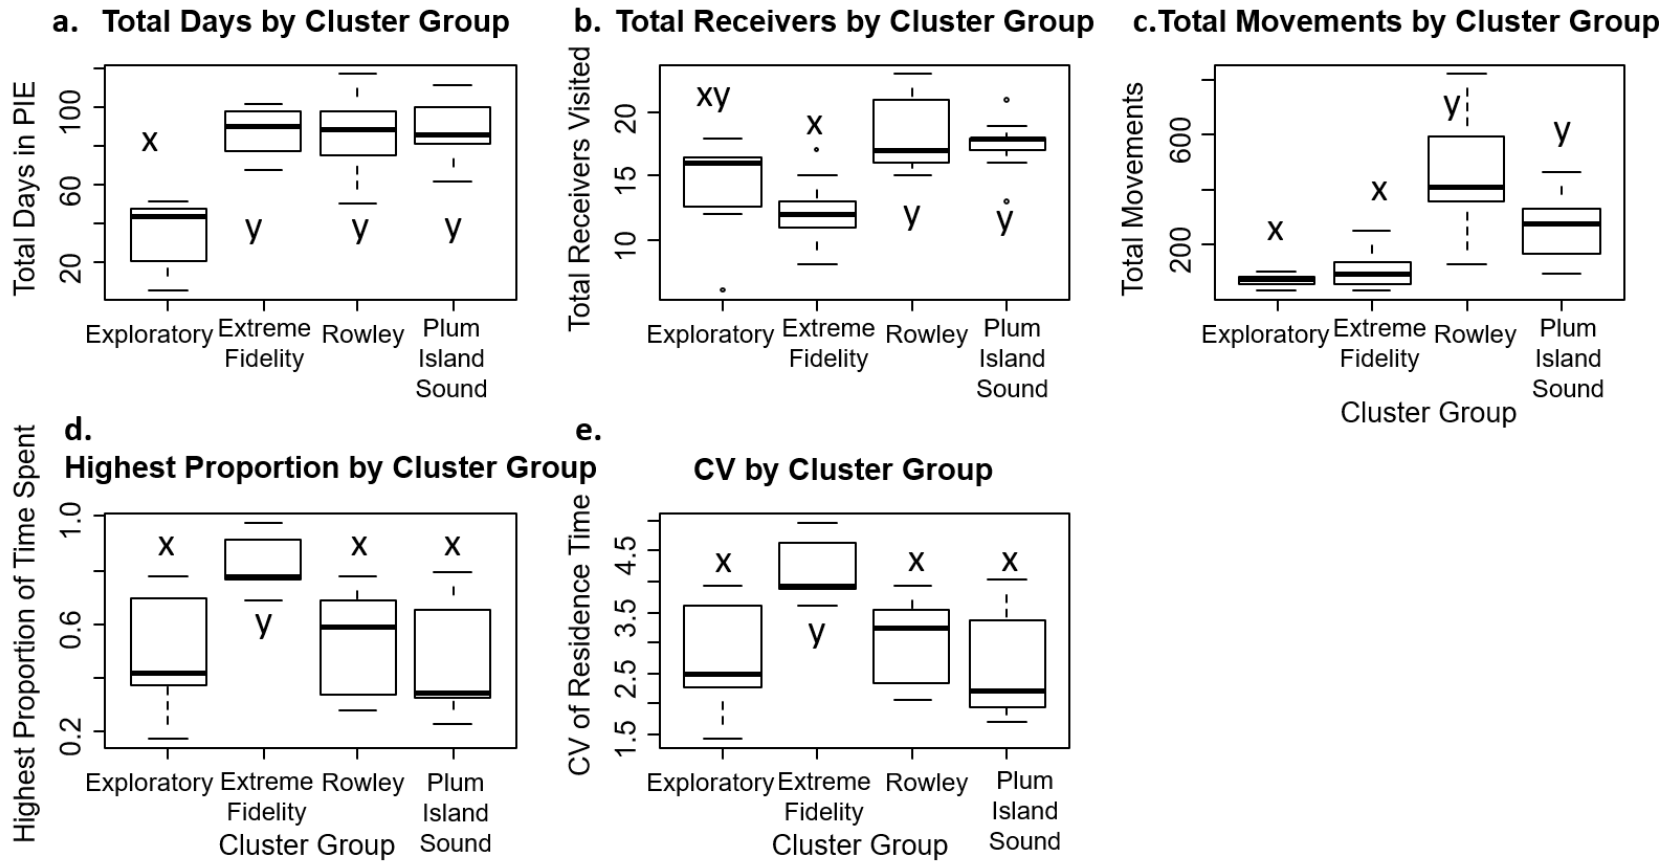 a. Total Days by Cluster Group
Total Days in PIE
100
60
20
x
y
y
y
Exploratory
Extreme
Fidelity
Rowley
Plum
Island
Sound
b. Total Receivers by Cluster Group
Total Receivers Visited
20
15
10
xy
x
y
y
Exploratory
Extreme
Fidelity
Rowley
Plum
Island
Sound
c.Total Movements by Cluster Group
Total Movements
600
200
x
x
y
y
Exploratory
Extreme
Fidelity
Rowley
Plum
Island
Sound
Cluster Group
d.
Highest Proportion by Cluster Group
Highest Proportion of Time Spent
1.0
0.6
0.2
x
y
x
x
Exploratory
Extreme
Fidelity
Rowley
Plum
Island
Sound
Cluster Group
e.
CV by Cluster Group
CV of Residence Time
4.5
3.5
2.5
1.5
x
y
x
x
Exploratory
Extreme
Fidelity
Rowley
Plum
Island
Sound
Cluster Group